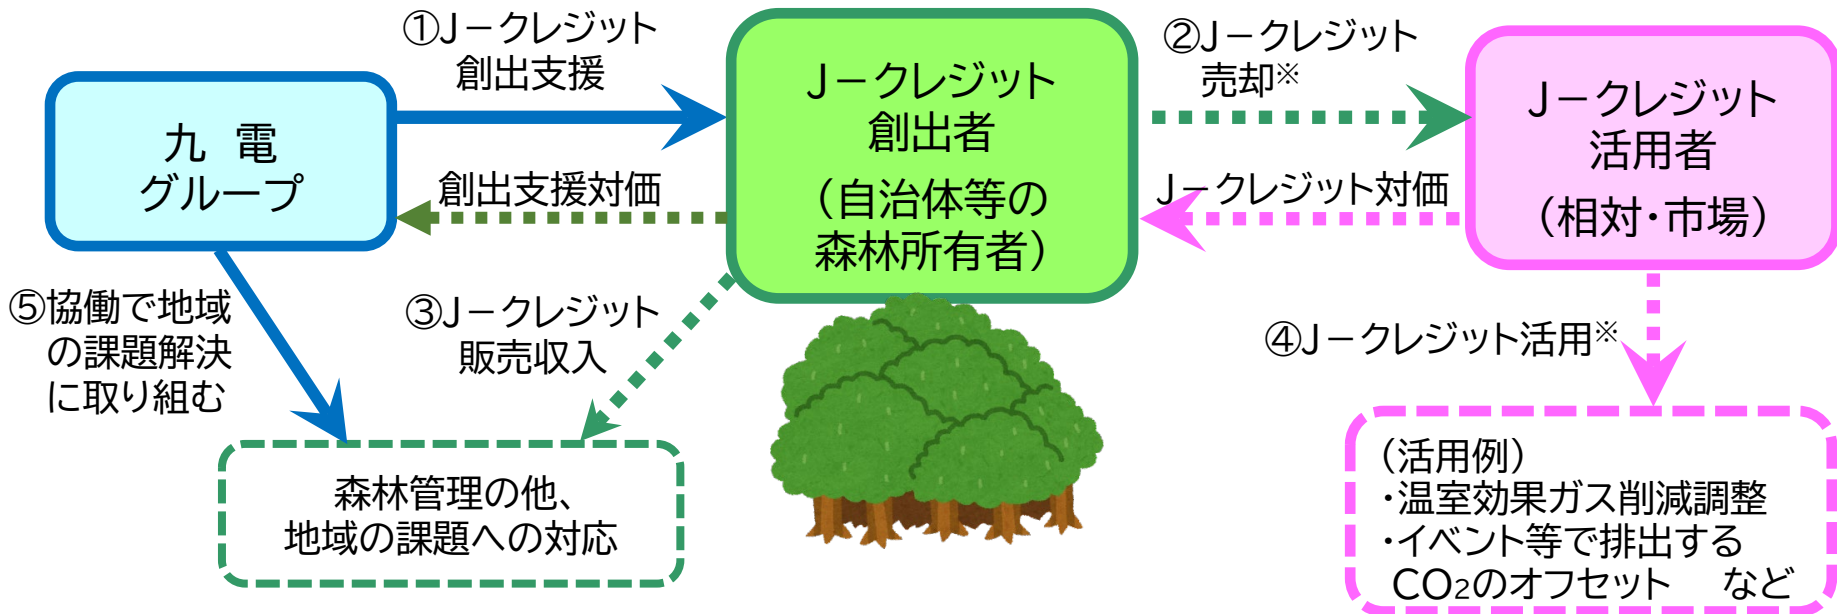 ①J－クレジット
創出支援
②J－クレジット
売却※
九　電
グループ
J－クレジット
創出者
（自治体等の
森林所有者）
J－クレジット
活用者
（相対・市場）
創出支援対価
J－クレジット対価
⑤協働で地域
の課題解決
に取り組む
③J－クレジット
販売収入
④J－クレジット活用※
森林管理の他、
地域の課題への対応
（活用例）
・温室効果ガス削減調整
・イベント等で排出する
CO₂のオフセット　など